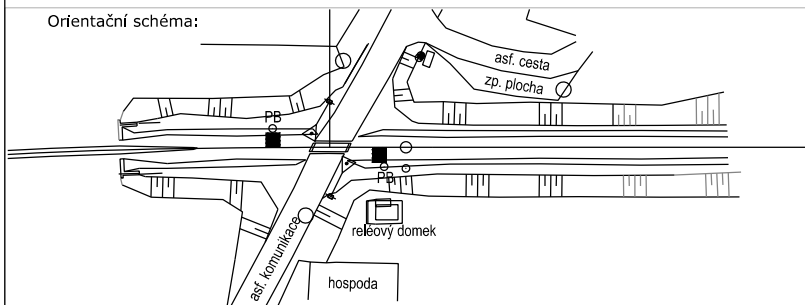 Orientační schéma:
asf. cesta
zp. plocha
PB
PB
reléový domek
asf. komunikace
hospoda